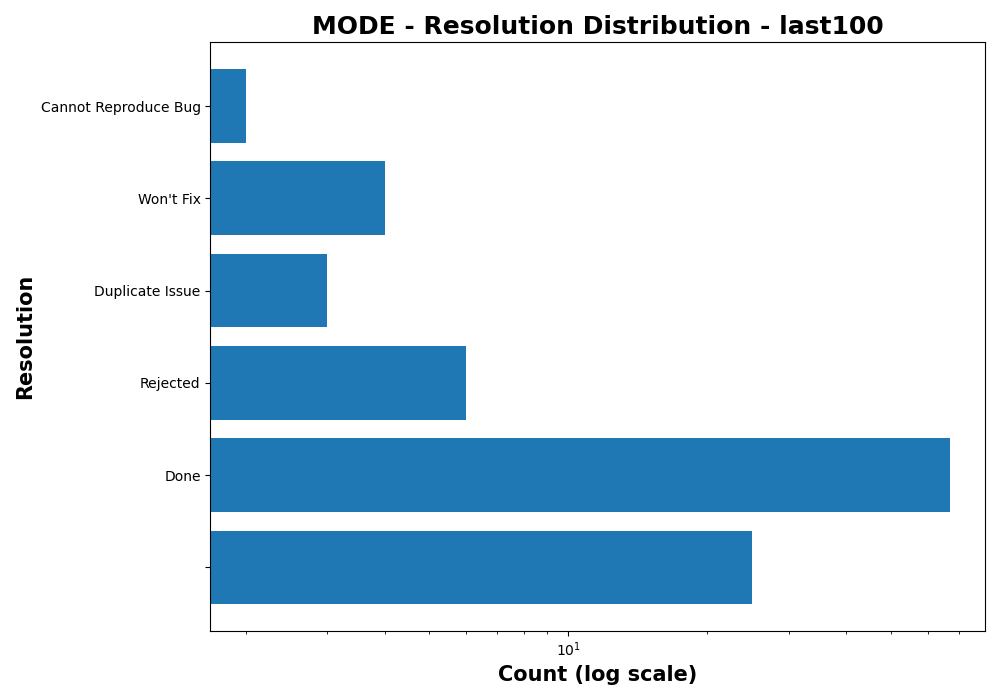 MODE - Resolution Distribution - last100
Cannot Reproduce Bug
Won't Fix
Duplicate Issue
Rejected
Done
Resolution
10¹
Count (log scale)